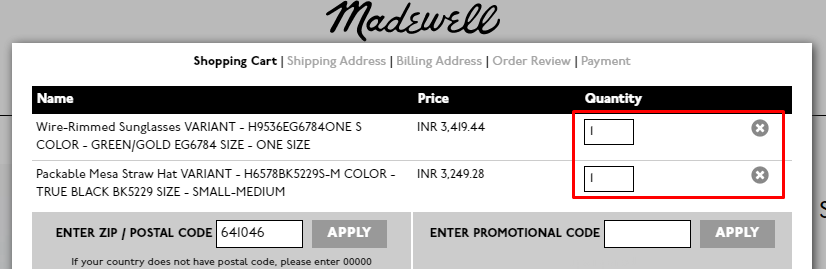 Madewell
Shopping Cart | Shipping Address | Billing Address | Order Review | Payment
Name Price Quantity
Wire-Rimmed Sunglasses VARIANT - H9536EG6784ONE S INR 3,419.44 1
COLOR - GREEN/GOLD EG6784 SIZE - ONE SIZE
Packable Mesa Straw Hat VARIANT - H6578BK5229S-M COLOR - INR 3,249.28 1
TRUE BLACK BK5229 SIZE - SMALL-MEDIUM
ENTER ZIP / POSTAL CODE 641046 APPLY ENTER PROMOTIONAL CODE APPLY
If your country does not have postal code, please enter 00000
S